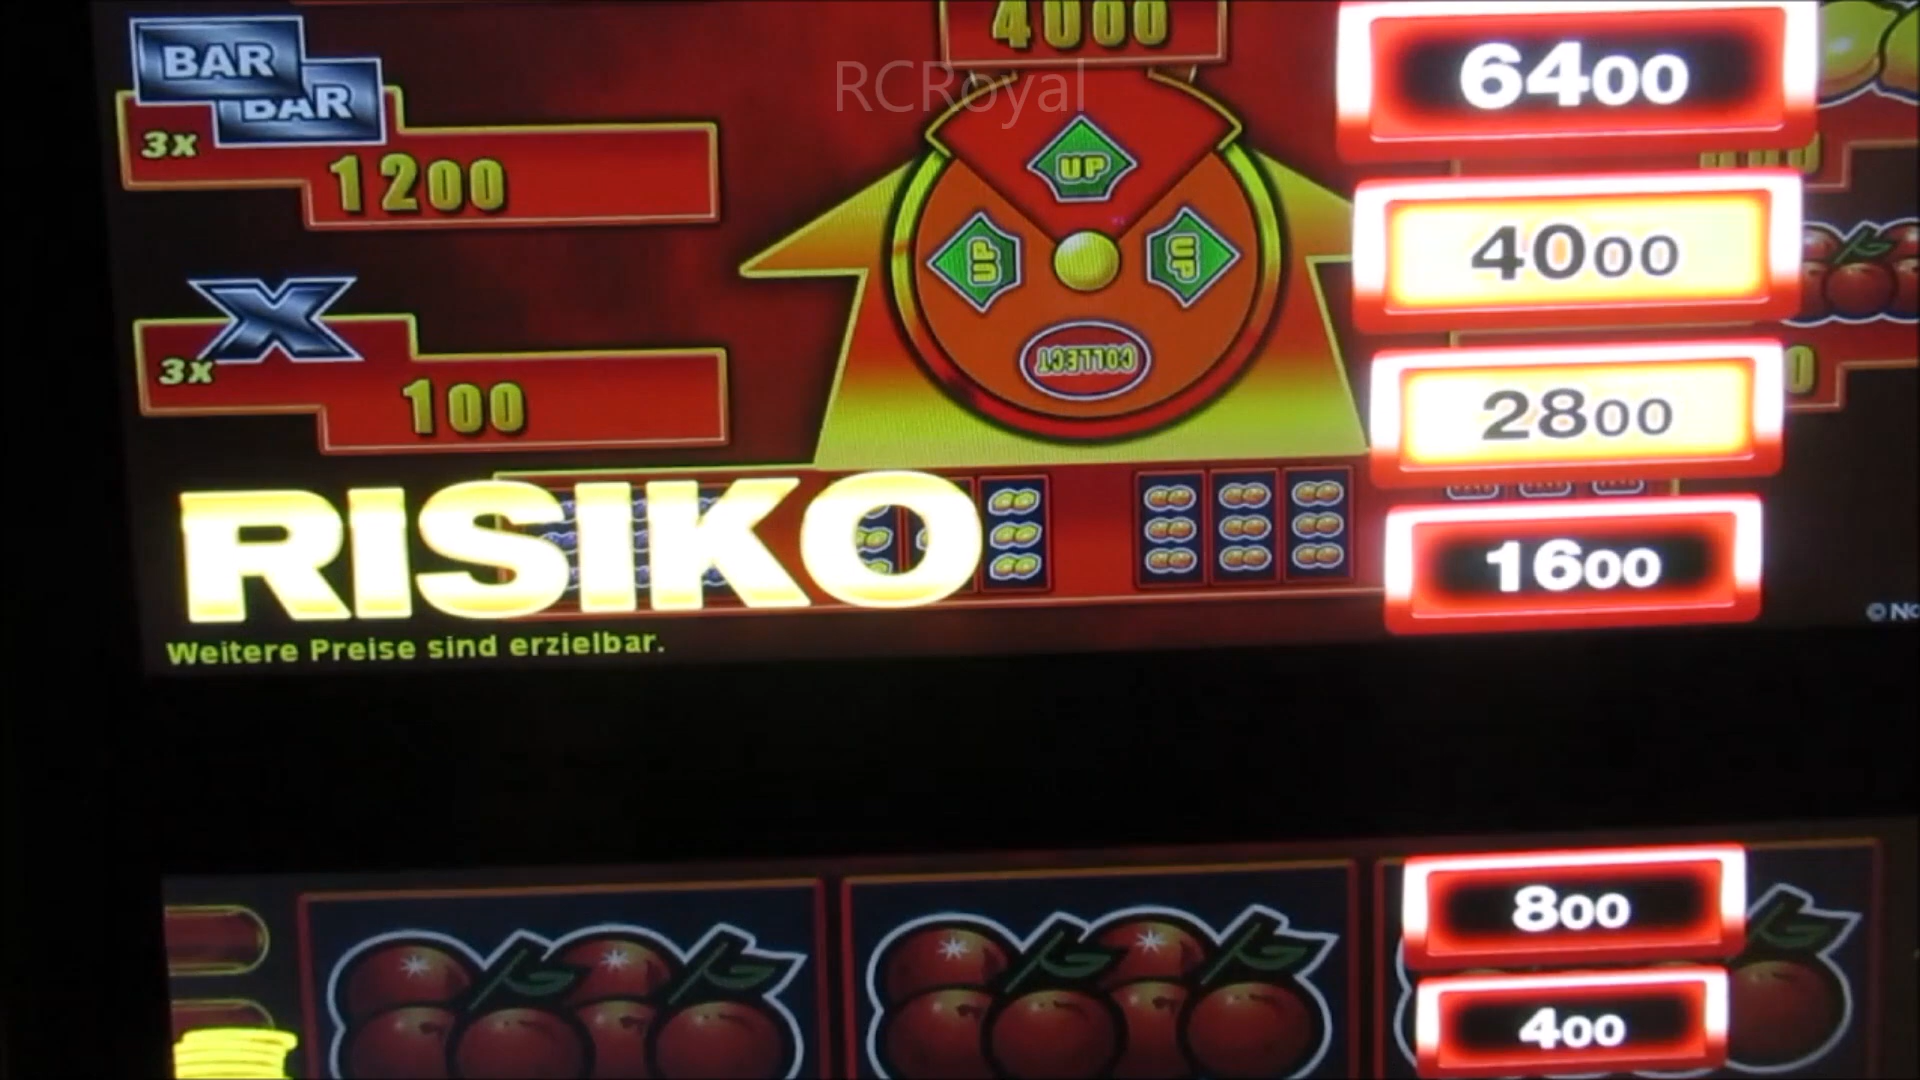 4000
RCRoyal
BAR
BAR
3x
1200
UP
UP
UP
COLLECT
X
3x
100
6400
4000
2800
1600
RISIKO
Weitere Preise sind erzielbar.
800
400